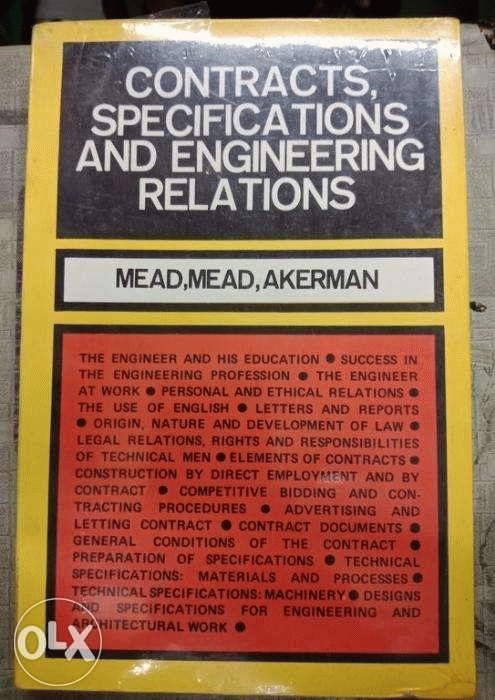 CONTRACTS,
SPECIFICATIONS
AND ENGINEERING
RELATIONS
MEAD,MEAD,AKERMAN
THE ENGINEER AND HIS EDUCATION ● SUCCESS IN
THE ENGINEERING PROFESSION ● THE ENGINEER
AT WORK ● PERSONAL AND ETHICAL RELATIONS ●
THE USE OF ENGLISH ● LETTERS AND REPORTS
● ORIGIN, NATURE AND DEVELOPMENT OF LAW ●
LEGAL RELATIONS, RIGHTS AND RESPONSIBILITIES
OF TECHNICAL MEN ● ELEMENTS OF CONTRACTS ●
CONSTRUCTION BY DIRECT EMPLOYMENT AND BY
CONTRACT ● COMPETITIVE BIDDING AND CON-
TRACTING PROCEDURES ● ADVERTISING AND
LETTING CONTRACT ● CONTRACT DOCUMENTS ●
GENERAL CONDITIONS OF THE CONTRACT ●
PREPARATION OF SPECIFICATIONS ● TECHNICAL
SPECIFICATIONS: MATERIALS AND PROCESSES ●
TECHNICAL SPECIFICATIONS: MACHINERY ● DESIGNS
AND SPECIFICATIONS FOR ENGINEERING AND
ARCHITECTURAL WORK ●
OLX